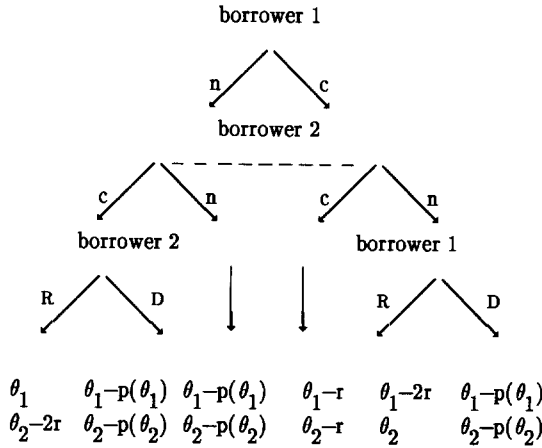 borrower 1
n c
borrower 2
c n c n
borrower 2 borrower 1
R D R D
θ₁ θ₁−p(θ₁) θ₁−p(θ₁) θ₁−r θ₁−2r θ₁−p(θ₁)
θ₂−2r θ₂−p(θ₂) θ₂−p(θ₂) θ₂−r θ₂ θ₂−p(θ₂)